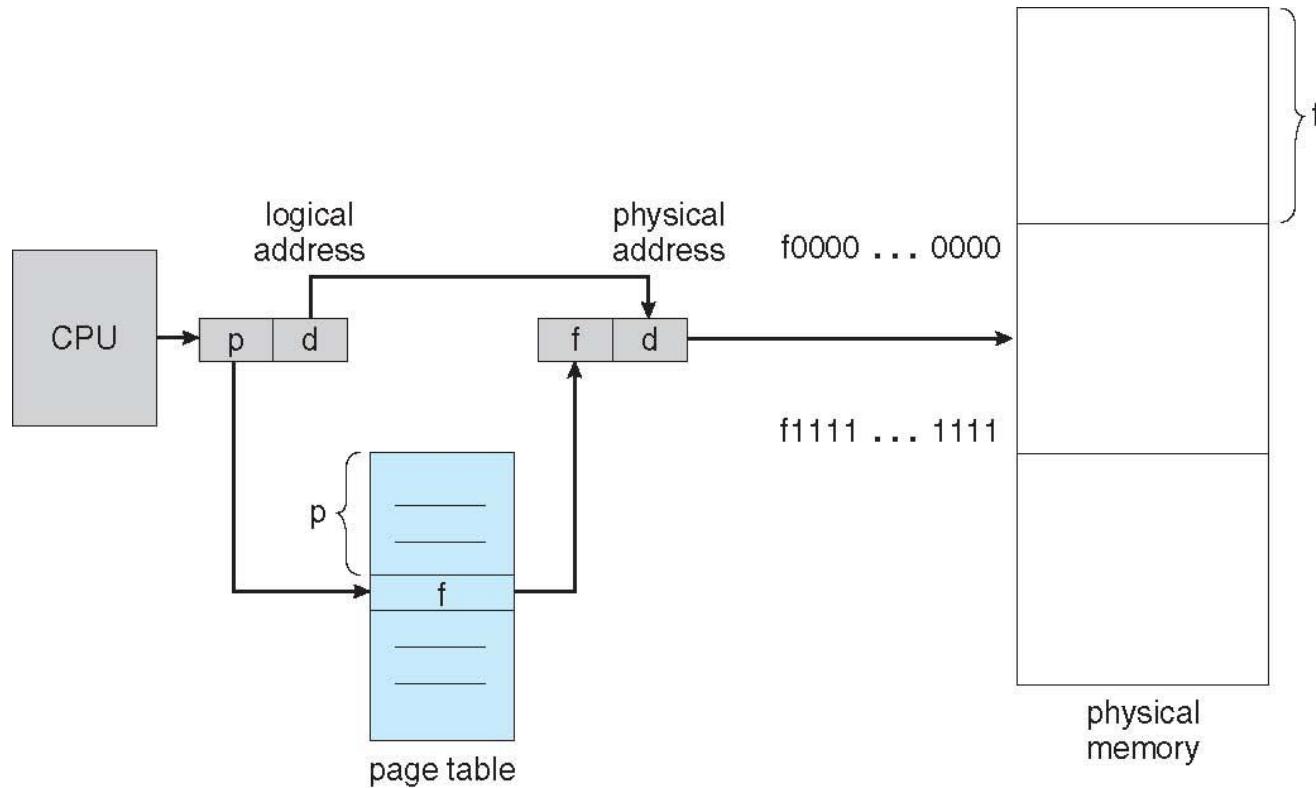 f
logical
address
physical
address
f0000 ... 0000
CPU
p
d
f
d
f1111 ... 1111
p
f
physical
memory
page table